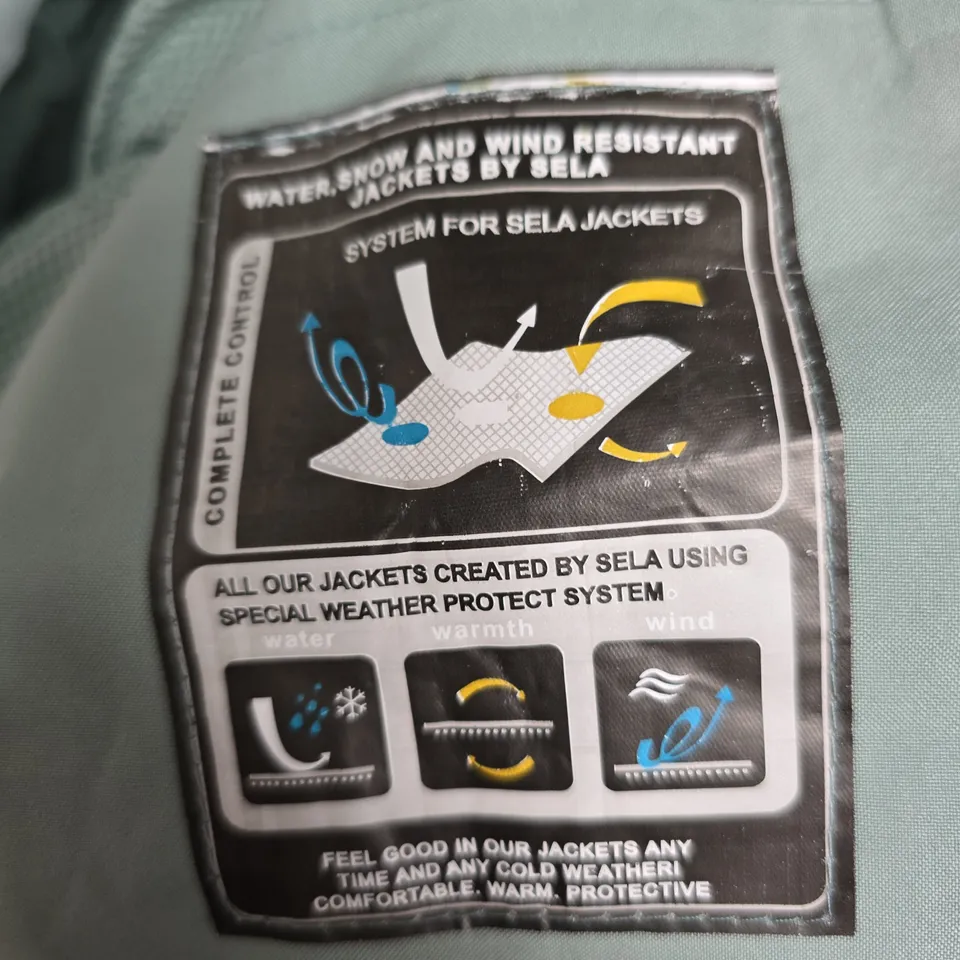 WATER, SNOW AND WIND RESISTANT
JACKETS BY SELA
SYSTEM FOR SELA JACKETS
COMPLETE CONTROL
ALL OUR JACKETS CREATED BY SELA USING
SPECIAL WEATHER PROTECT SYSTEM
water
warmth
wind
FEEL GOOD IN OUR JACKETS ANY
TIME AND ANY COLD WEATHER!
COMFORTABLE. WARM. PROTECTIVE